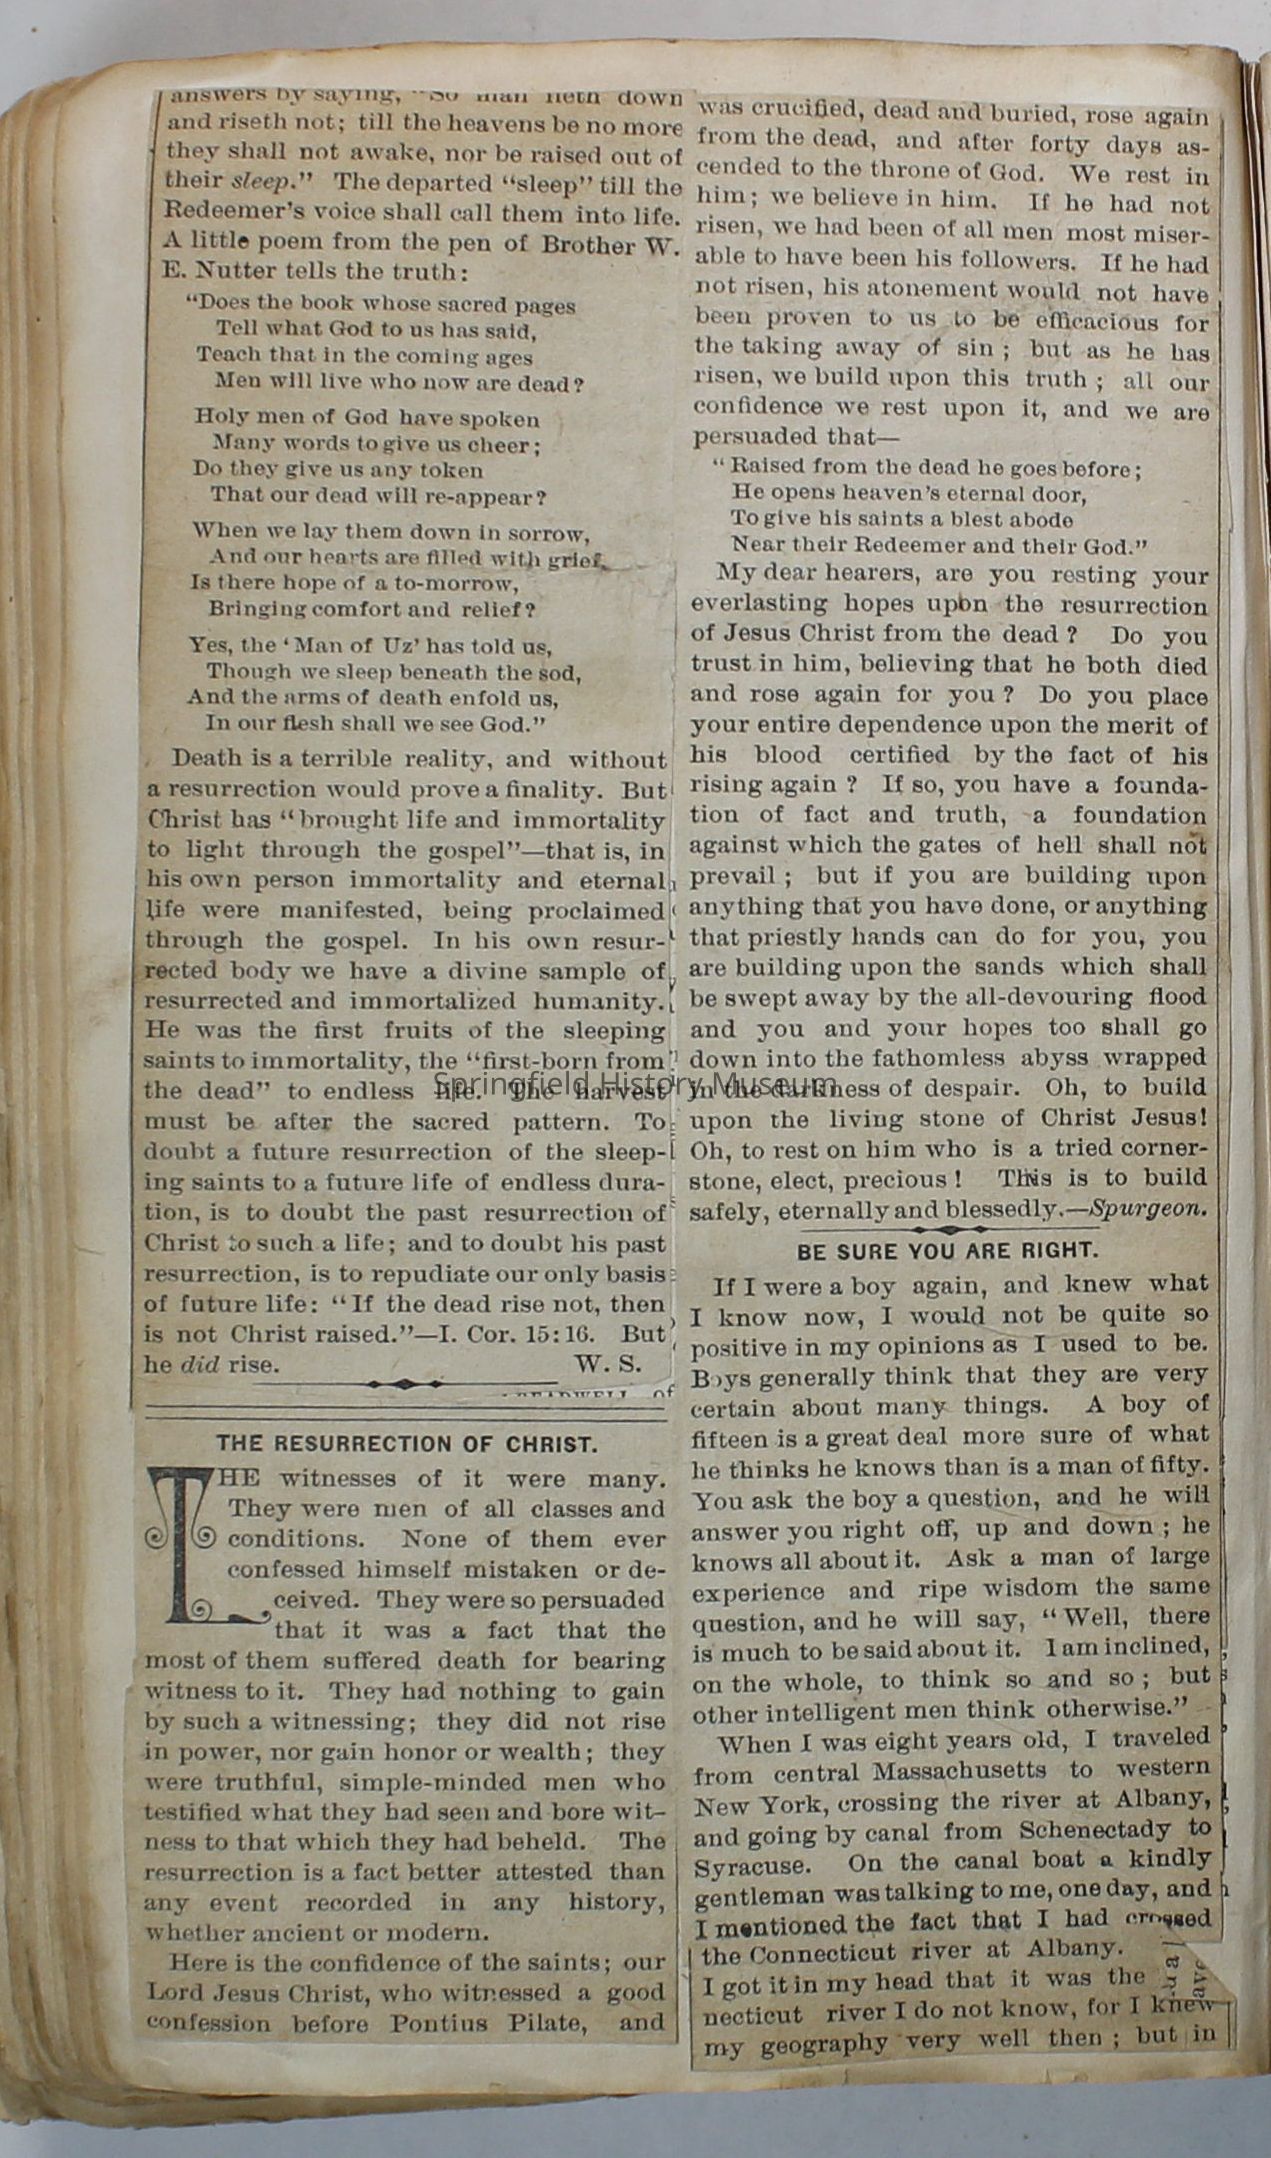 answers by saying, "So man lieth down
and riseth not; till the heavens be no more
they shall not awake, nor be raised out of
their sleep." The departed "sleep" till the
Redeemer's voice shall call them into life.
A little poem from the pen of Brother W.
E. Nutter tells the truth:
"Does the book whose sacred pages
Tell what God to us has said,
Teach that in the coming ages
Men will live who now are dead?
Holy men of God have spoken
Many words to give us cheer;
Do they give us any token
That our dead will re-appear?
When we lay them down in sorrow,
And our hearts are filled with grief,
Is there hope of a to-morrow,
Bringing comfort and relief?
Yes, the 'Man of Uz' has told us,
Though we sleep beneath the sod,
And the arms of death enfold us,
In our flesh shall we see God."
Death is a terrible reality, and without
a resurrection would prove a finality. But
Christ has "brought life and immortality
to light through the gospel"—that is, in
his own person immortality and eternal
life were manifested, being proclaimed
through the gospel. In his own resur-
rected body we have a divine sample of
resurrected and immortalized humanity.
He was the first fruits of the sleeping
saints to immortality, the "first-born from
the dead" to endless life. The harvest
must be after the sacred pattern. To
doubt a future resurrection of the sleep-
ing saints to a future life of endless dura-
tion, is to doubt the past resurrection of
Christ to such a life; and to doubt his past
resurrection, is to repudiate our only basis
of future life: "If the dead rise not, then
is not Christ raised."—I. Cor. 15:16. But
he did rise. W. S.
of
THE RESURRECTION OF CHRIST.
THE witnesses of it were many.
They were men of all classes and
conditions. None of them ever
confessed himself mistaken or de-
ceived. They were so persuaded
that it was a fact that the
most of them suffered death for bearing
witness to it. They had nothing to gain
by such a witnessing; they did not rise
in power, nor gain honor or wealth; they
were truthful, simple-minded men who
testified what they had seen and bore wit-
ness to that which they had beheld. The
resurrection is a fact better attested than
any event recorded in any history,
whether ancient or modern.
Here is the confidence of the saints; our
Lord Jesus Christ, who witnessed a good
confession before Pontius Pilate, and
was crucified, dead and buried, rose again
from the dead, and after forty days as-
cended to the throne of God. We rest in
him; we believe in him. If he had not
risen, we had been of all men most miser-
able to have been his followers. If he had
not risen, his atonement would not have
been proven to us to be efficacious for
the taking away of sin; but as he has
risen, we build upon this truth; all our
confidence we rest upon it, and we are
persuaded that—
"Raised from the dead he goes before;
He opens heaven's eternal door,
To give his saints a blest abode
Near their Redeemer and their God."
My dear hearers, are you resting your
everlasting hopes upon the resurrection
of Jesus Christ from the dead? Do you
trust in him, believing that he both died
and rose again for you? Do you place
your entire dependence upon the merit of
his blood certified by the fact of his
rising again? If so, you have a founda-
tion of fact and truth, a foundation
against which the gates of hell shall not
prevail; but if you are building upon
anything that you have done, or anything
that priestly hands can do for you, you
are building upon the sands which shall
be swept away by the all-devouring flood
and you and your hopes too shall go
down into the fathomless abyss wrapped
in the darkness of despair. Oh, to build
upon the living stone of Christ Jesus!
Oh, to rest on him who is a tried corner-
stone, elect, precious! This is to build
safely, eternally and blessedly.—Spurgeon.
BE SURE YOU ARE RIGHT.
If I were a boy again, and knew what
I know now, I would not be quite so
positive in my opinions as I used to be.
Boys generally think that they are very
certain about many things. A boy of
fifteen is a great deal more sure of what
he thinks he knows than is a man of fifty.
You ask the boy a question, and he will
answer you right off, up and down; he
knows all about it. Ask a man of large
experience and ripe wisdom the same
question, and he will say, "Well, there
is much to be said about it. I am inclined,
on the whole, to think so and so; but
other intelligent men think otherwise."
When I was eight years old, I traveled
from central Massachusetts to western
New York, crossing the river at Albany,
and going by canal from Schenectady to
Syracuse. On the canal boat a kindly
gentleman was talking to me, one day, and
I mentioned the fact that I had crossed
the Connecticut river at Albany.
I got it in my head that it was the
necticut river I do not know, for I knew
my geography very well then; but in
Springfield History Museum